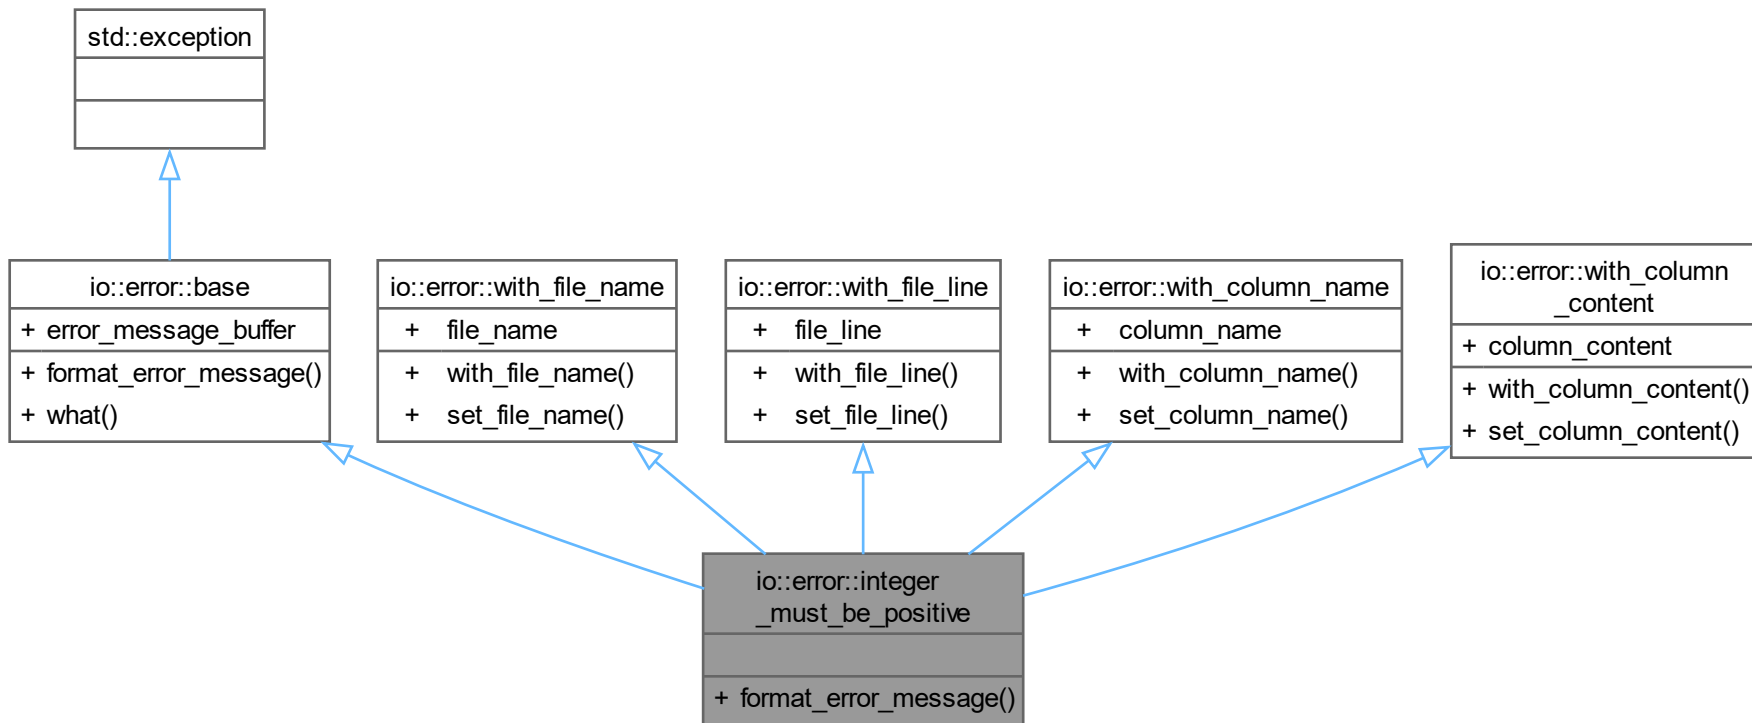 std::exception
io::error::base
+ error_message_buffer
+ format_error_message()
+ what()
io::error::with_file_name
+ file_name
+ with_file_name()
+ set_file_name()
io::error::with_file_line
+ file_line
+ with_file_line()
+ set_file_line()
io::error::with_column_name
+ column_name
+ with_column_name()
+ set_column_name()
io::error::with_column
_content
+ column_content
+ with_column_content()
+ set_column_content()
io::error::integer
_must_be_positive
+ format_error_message()